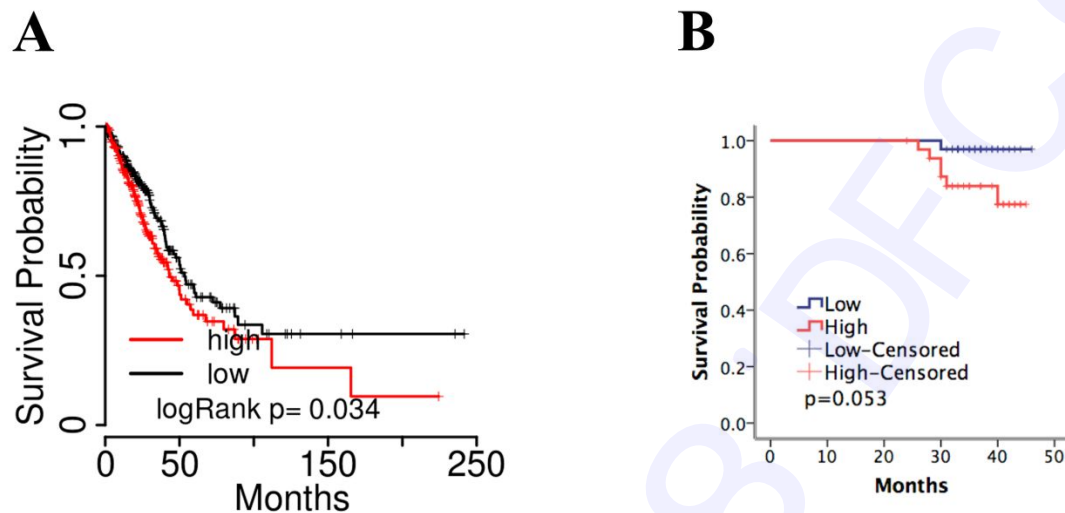 A
Survival Probability
1.0
0.5
0
high
low
logRank p= 0.034
0
50
150
250
Months
B
Survival Probability
1.0
0.8
0.6
0.4
0.2
0.0
Low
High
Low-Censored
High-Censored
p=0.053
0
10
20
30
40
50
Months